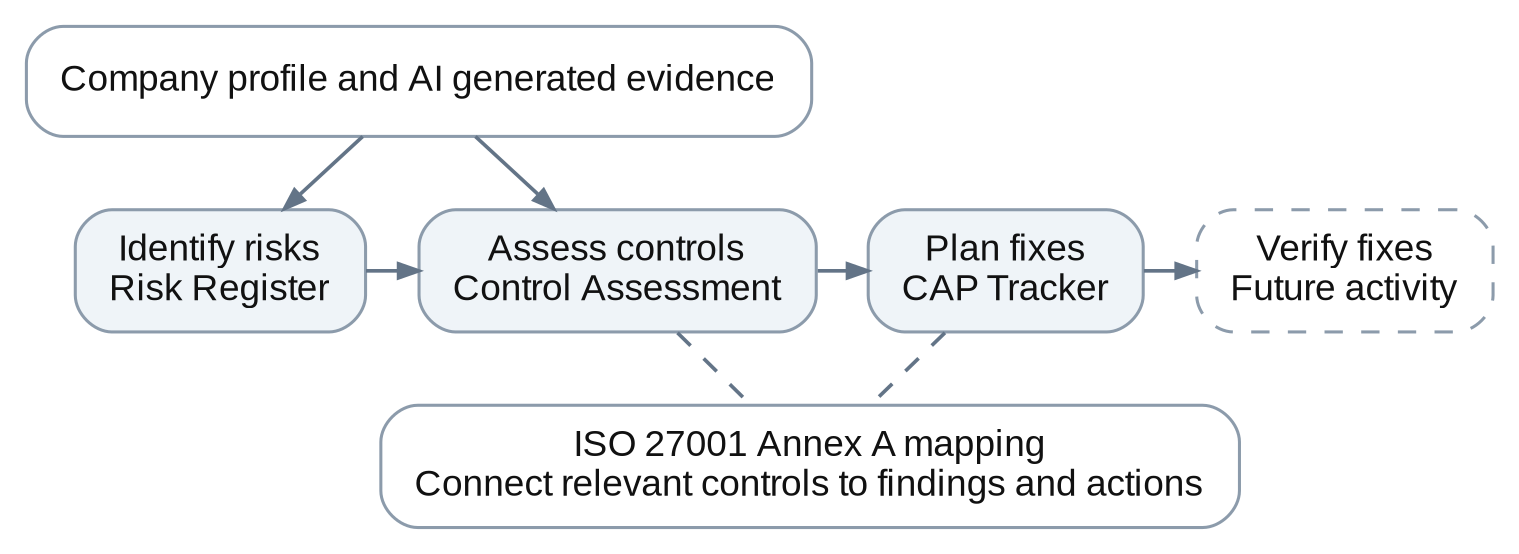 Company profile and AI generated evidence
Identify risks
Risk Register
Assess controls
Control Assessment
Plan fixes
CAP Tracker
Verify fixes
Future activity
ISO 27001 Annex A mapping
Connect relevant controls to findings and actions